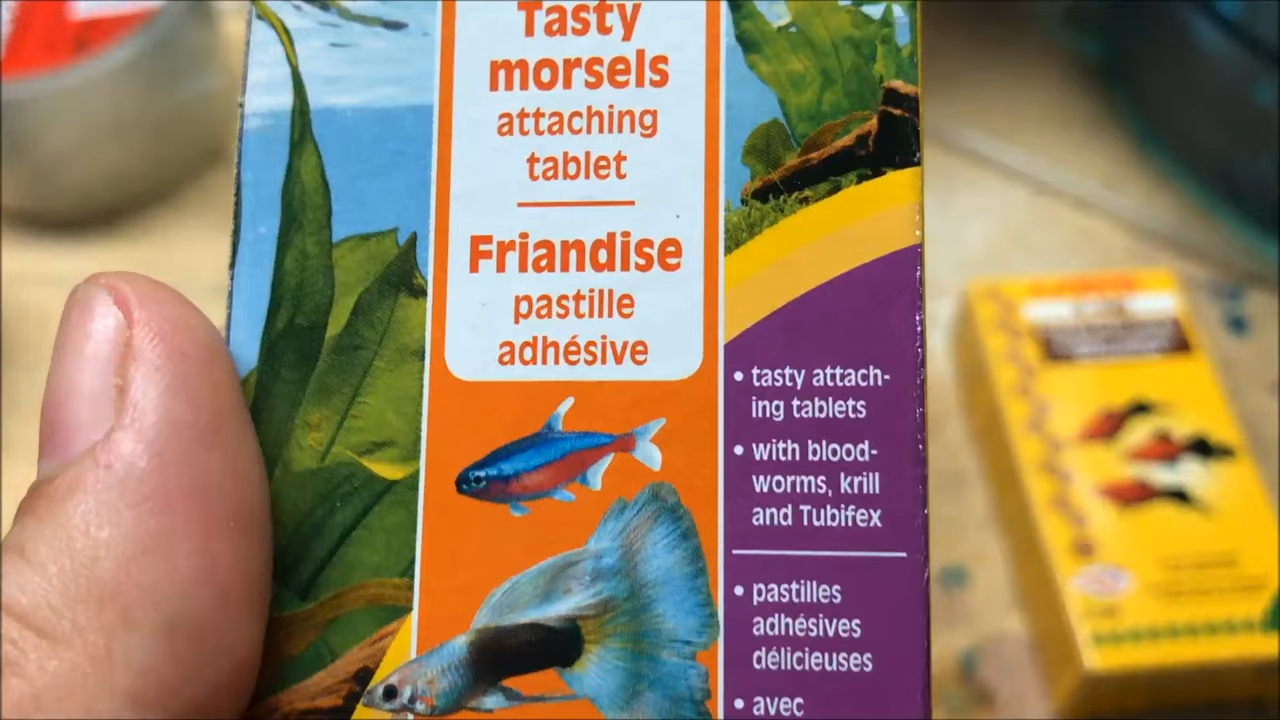 Tasty
morsels
attaching
tablet
Friandise
pastille
adhésive
• tasty attach-
ing tablets
• with blood-
worms, krill
and Tubifex
• pastilles
adhésives
délicieuses
• avec